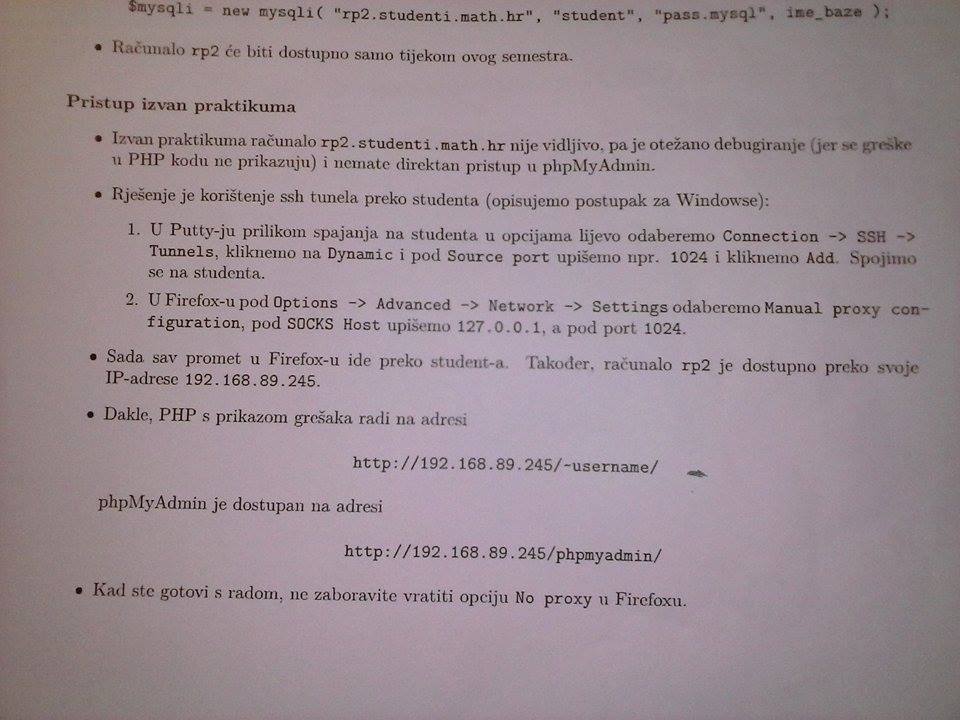 $mysqli = new mysqli( "rp2.studenti.math.hr", "student", "pass.mysql", ime_baze );
• Računalo rp2 će biti dostupno samo tijekom ovog semestra.
Pristup izvan praktikuma
• Izvan praktikuma računalo rp2.studenti.math.hr nije vidljivo, pa je otežano debugiranje (jer se greške
u PHP kodu ne prikazuju) i nemate direktan pristup u phpMyAdmin.
• Rješenje je korištenje ssh tunela preko studenta (opisujemo postupak za Windowse):
1. U Putty-ju prilikom spajanja na studenta u opcijama lijevo odaberemo Connection -> SSH ->
Tunnels, kliknemo na Dynamic i pod Source port upišemo npr. 1024 i kliknemo Add. Spojimo
se na studenta.
2. U Firefox-u pod Options -> Advanced -> Network -> Settings odaberemo Manual proxy con-
figuration, pod SOCKS Host upišemo 127.0.0.1, a pod port 1024.
• Sada sav promet u Firefox-u ide preko student-a. Također, računalo rp2 je dostupno preko svoje
IP-adrese 192.168.89.245.
• Dakle, PHP s prikazom grešaka radi na adresi
http://192.168.89.245/~username/
phpMyAdmin je dostupan na adresi
http://192.168.89.245/phpmyadmin/
• Kad ste gotovi s radom, ne zaboravite vratiti opciju No proxy u Firefoxu.